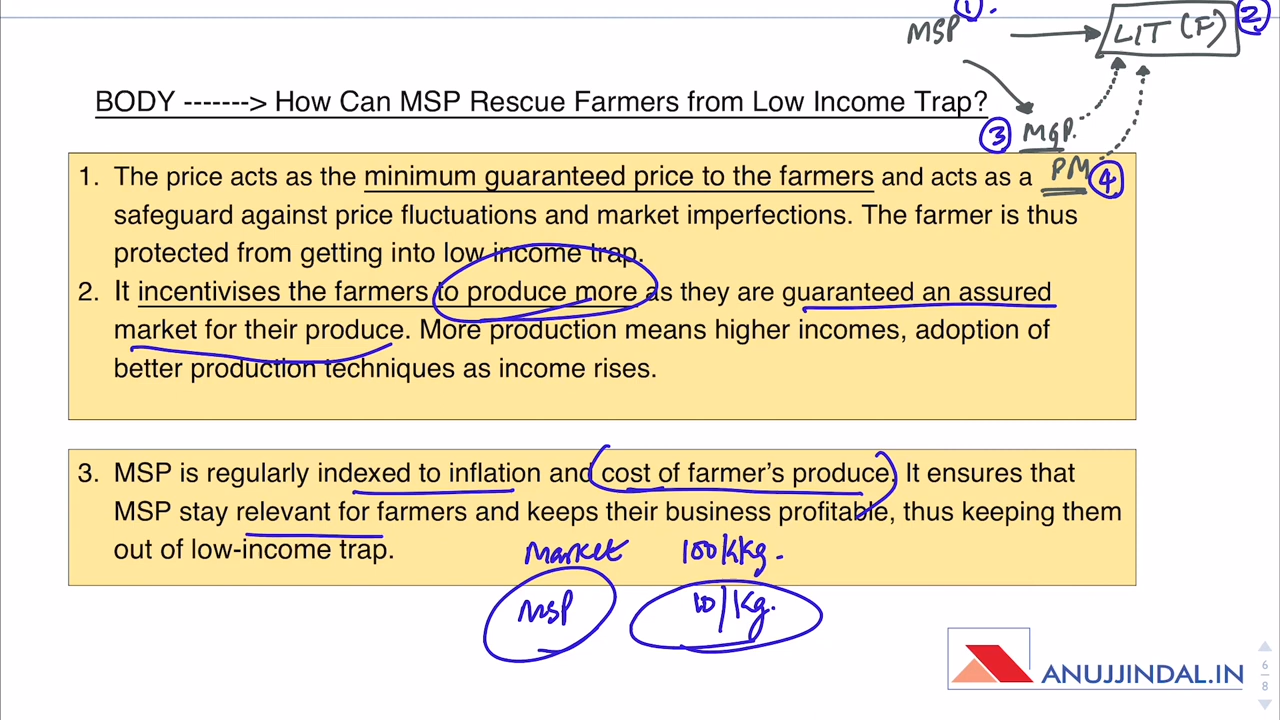 MSP ① .
LIT (F) ②
BODY -------> How Can MSP Rescue Farmers from Low Income Trap?
③ MGP.
PM ④
1. The price acts as the minimum guaranteed price to the farmers and acts as a
safeguard against price fluctuations and market imperfections. The farmer is thus
protected from getting into low income trap.
2. It incentivises the farmers to produce more as they are guaranteed an assured
market for their produce. More production means higher incomes, adoption of
better production techniques as income rises.
3. MSP is regularly indexed to inflation and cost of farmer's produce. It ensures that
MSP stay relevant for farmers and keeps their business profitable, thus keeping them
out of low-income trap.
Market 100/kg.
MSP 10/kg.
ANUJJINDAL.IN
6
8